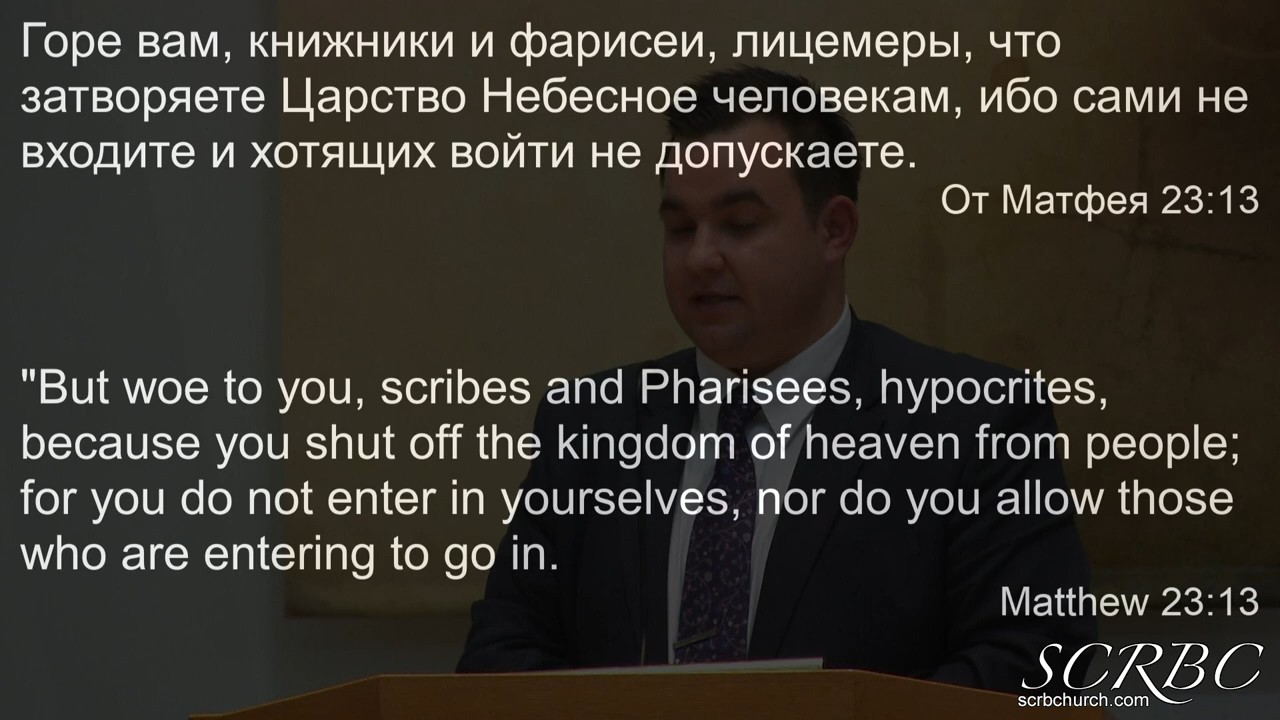 Горе вам, книжники и фарисеи, лицемеры, что
затворяете Царство Небесное человекам, ибо сами не
входите и хотящих войти не допускаете.
От Матфея 23:13
"But woe to you, scribes and Pharisees, hypocrites,
because you shut off the kingdom of heaven from people;
for you do not enter in yourselves, nor do you allow those
who are entering to go in.
Matthew 23:13
SCRBC
scrbchurch.com